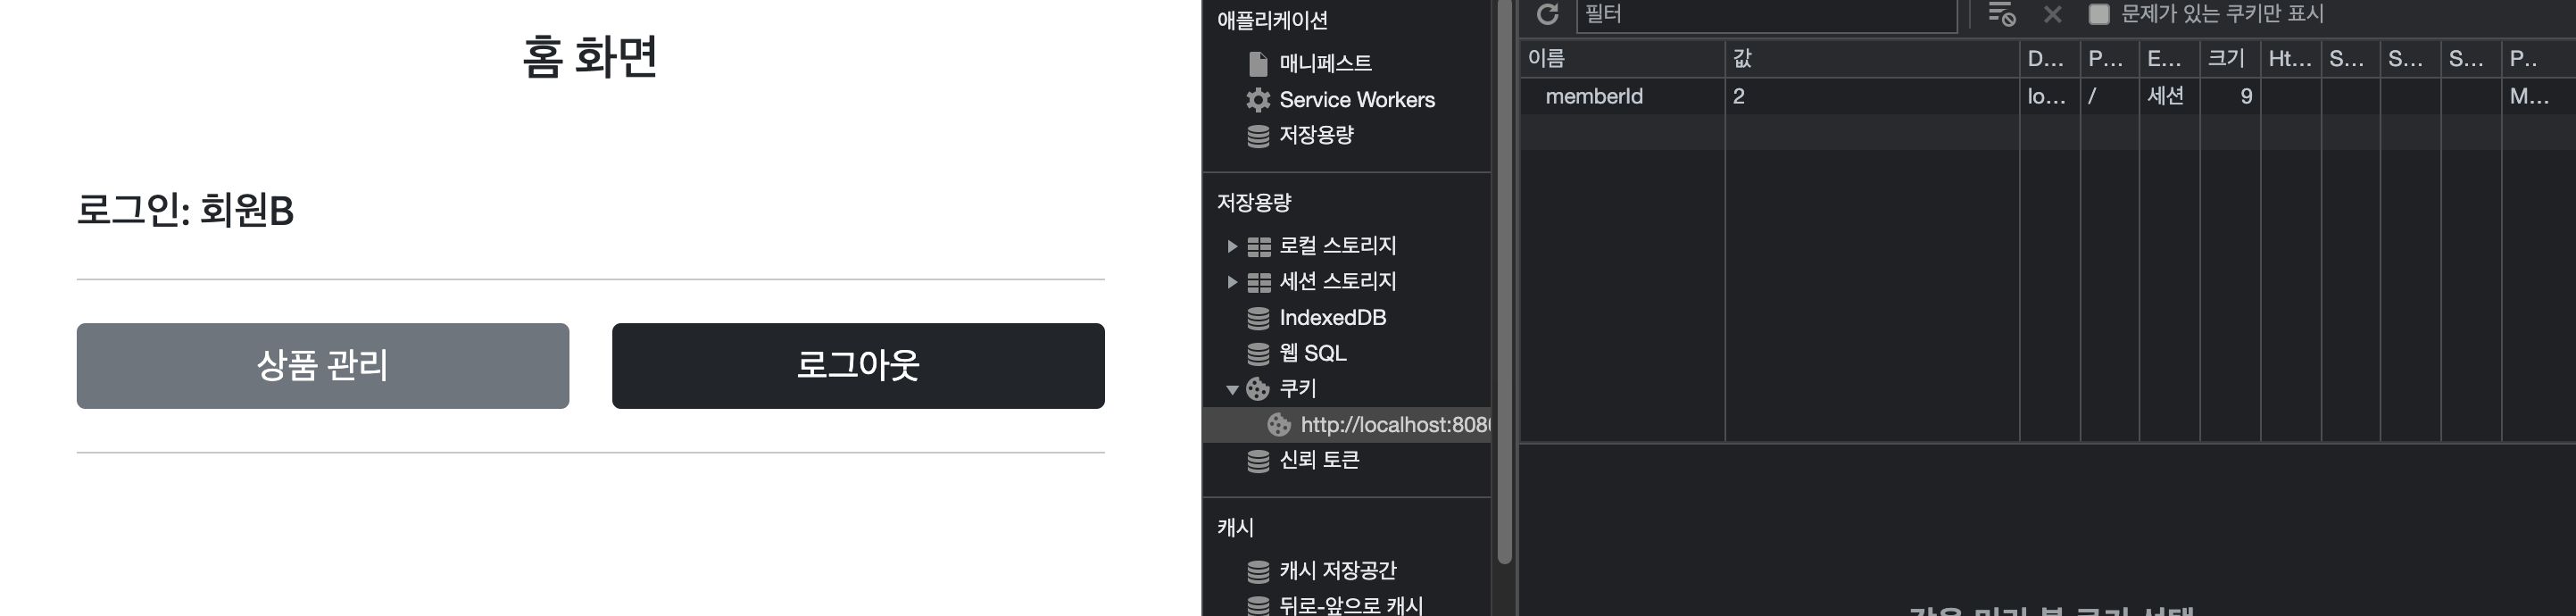 홈 화면
로그인: 회원B
상품 관리
로그아웃
애플리케이션
매니페스트
Service Workers
저장용량
저장용량
로컬 스토리지
세션 스토리지
IndexedDB
웹 SQL
쿠키
http://localhost:8080
신뢰 토큰
캐시
캐시 저장공간
뒤로-앞으로 캐시
필터
문제가 있는 쿠키만 표시
이름 값 D... P... E... 크기 Ht... S... S... S... P..
memberId 2 lo... / 세션 9 M...